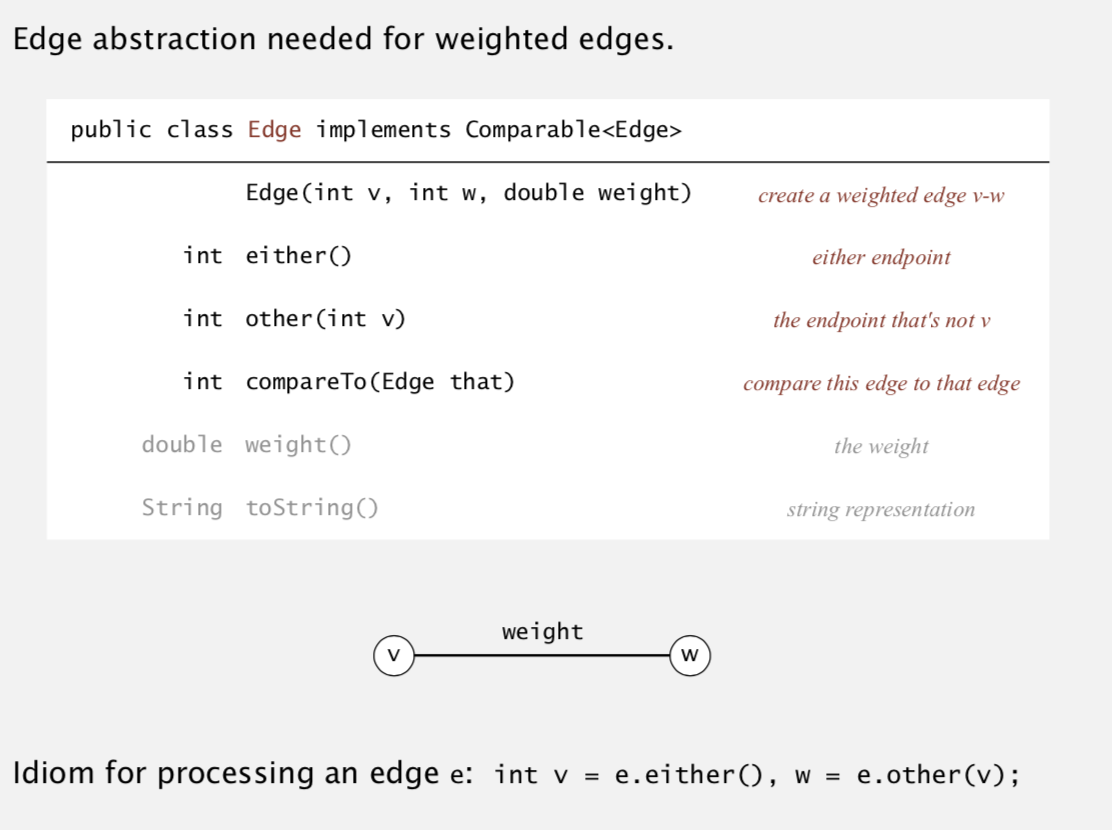 Edge abstraction needed for weighted edges.
public class Edge implements Comparable<Edge>
Edge(int v, int w, double weight) create a weighted edge v-w
int either() either endpoint
int other(int v) the endpoint that's not v
int compareTo(Edge that) compare this edge to that edge
double weight() the weight
String toString() string representation
weight
v w
Idiom for processing an edge e: int v = e.either(), w = e.other(v);